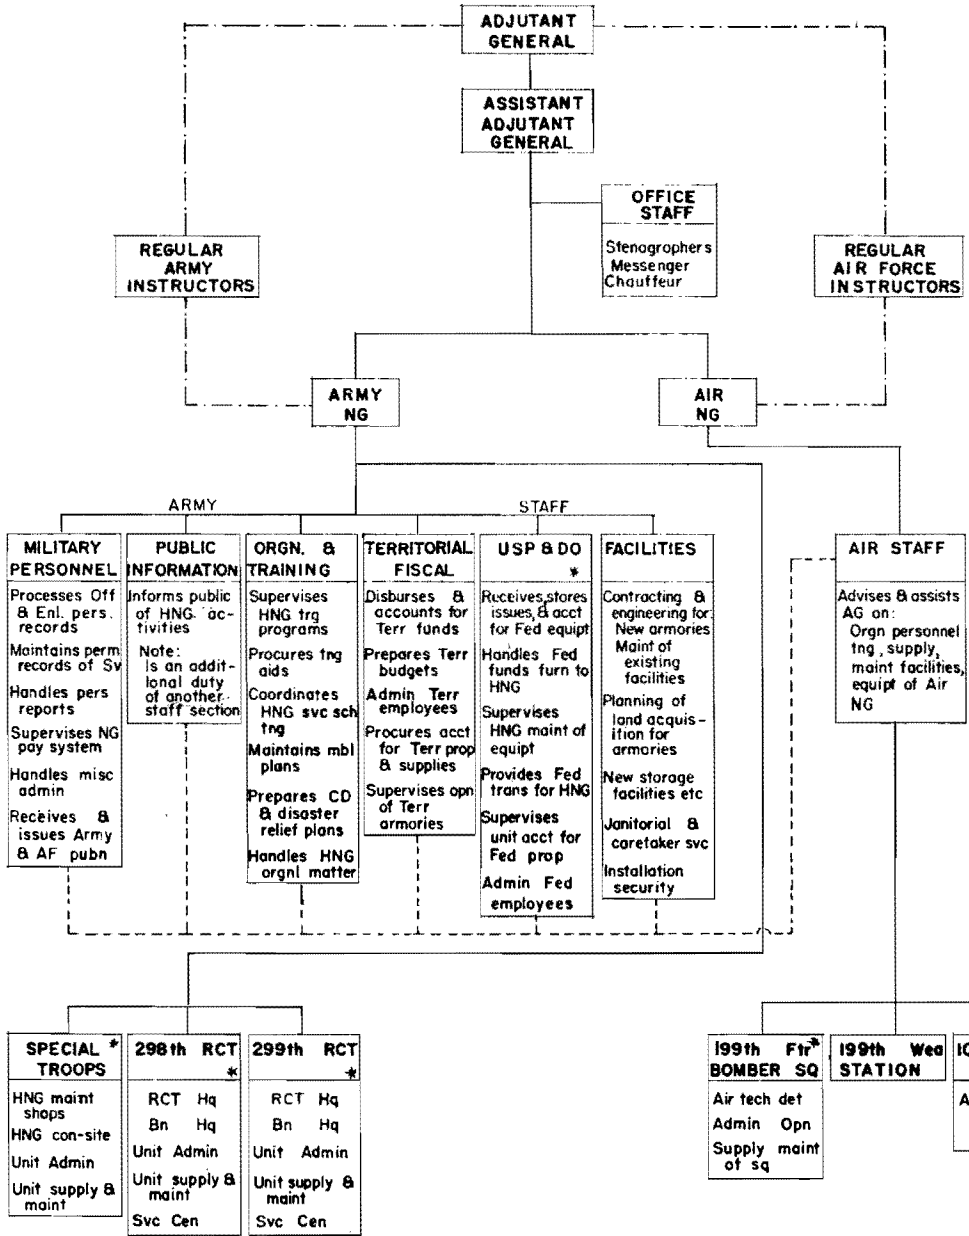 ADJUTANT
GENERAL
ASSISTANT
ADJUTANT
GENERAL
OFFICE
STAFF
Stenographers
Messenger
Chauffeur
REGULAR
ARMY
INSTRUCTORS
REGULAR
AIR FORCE
INSTRUCTORS
ARMY
NG
AIR
NG
ARMY STAFF
MILITARY
PERSONNEL
Processes Off
& Enl. pers.
records
Maintains perm
records of Sv
Handles pers
reports
Supervises NG
pay system
Handles misc
admin
Receives &
issues Army
& AF pubn
PUBLIC
INFORMATION
Informs public
of HNG ac-
tivities
Note:
Is an addit-
ional duty
of another
staff section
ORGN. &
TRAINING
Supervises
HNG trg
programs
Procures tng
aids
Coordinates
HNG svc sch
tng
Maintains mbl
plans
Prepares CD
& disaster
relief plans
Handles HNG
orgnl matter
TERRITORIAL
FISCAL
Disburses &
accounts for
Terr funds
Prepares Terr
budgets
Admin Terr
employees
Procures acct
for Terr prop
& supplies
Supervises opn
of Terr
armories
USP & DO
*
Receives, stores
issues, & acct
for Fed equipt
Handles Fed
funds furn to
HNG
Supervises
HNG maint of
equipt
Provides Fed
trans for HNG
Supervises
unit acct for
Fed prop
Admin Fed
employees
FACILITIES
Contracting &
engineering for:
New armories
Maint of
existing
facilities
Planning of
land acquis-
ition for
armories
New storage
facilities etc
Janitorial &
caretaker svc
Installation
security
AIR STAFF
Advises & assists
AG on:
Orgn personnel
tng, supply,
maint facilities,
equipt of Air
NG
SPECIAL *
TROOPS
HNG maint
shops
HNG con-site
Unit Admin
Unit supply &
maint
298th RCT
*
RCT Hq
Bn Hq
Unit Admin
Unit supply &
maint
Svc Cen
299th RCT
*
RCT Hq
Bn Hq
Unit Admin
Unit supply &
maint
Svc Cen
199th Ftr*
BOMBER SQ
Air tech det
Admin Opn
Supply maint
of sq
199th Wea
STATION